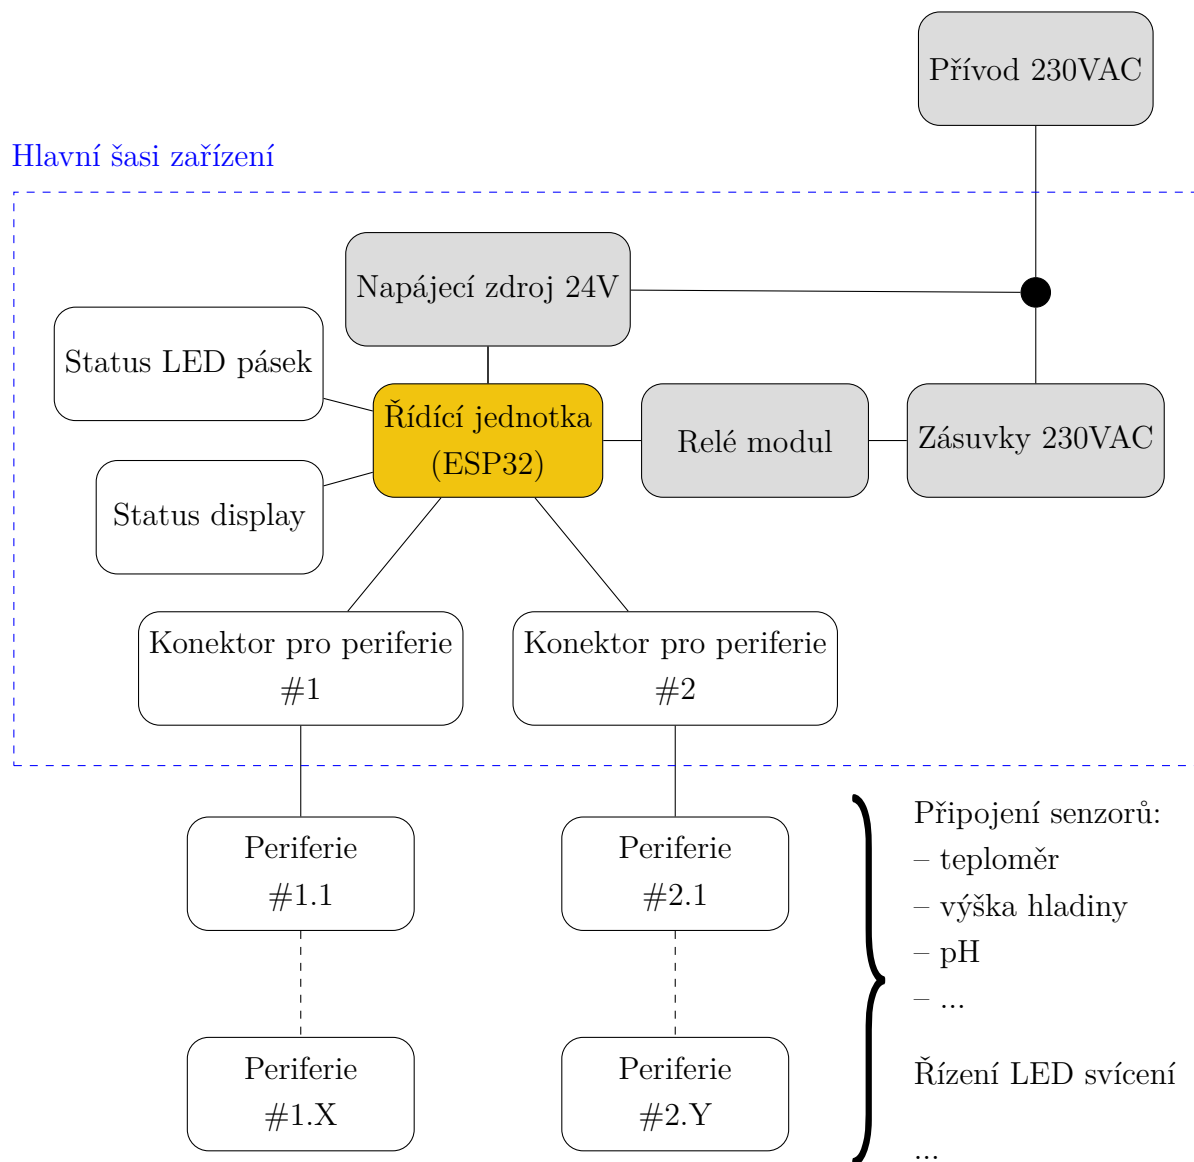 Přívod 230VAC
Hlavní šasi zařízení
Napájecí zdroj 24V
Status LED pásek
Řídící jednotka
(ESP32)
Relé modul
Zásuvky 230VAC
Status display
Konektor pro periferie
#1
Konektor pro periferie
#2
Periferie
#1.1
Periferie
#2.1
Připojení senzorů:
– teploměr
– výška hladiny
– pH
– ...
Periferie
#1.X
Periferie
#2.Y
Řízení LED svícení
...